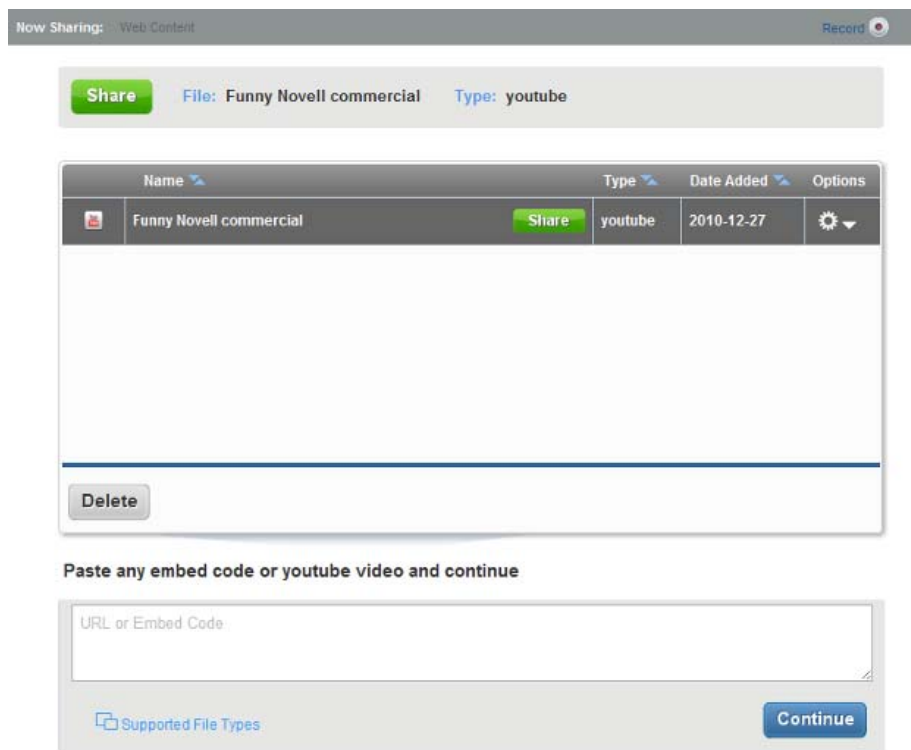 Now Sharing: Web Content Record
Share File: Funny Novell commercial Type: youtube
Name Type Date Added Options
Funny Novell commercial Share youtube 2010-12-27
Delete
Paste any embed code or youtube video and continue
URL or Embed Code
Supported File Types Continue